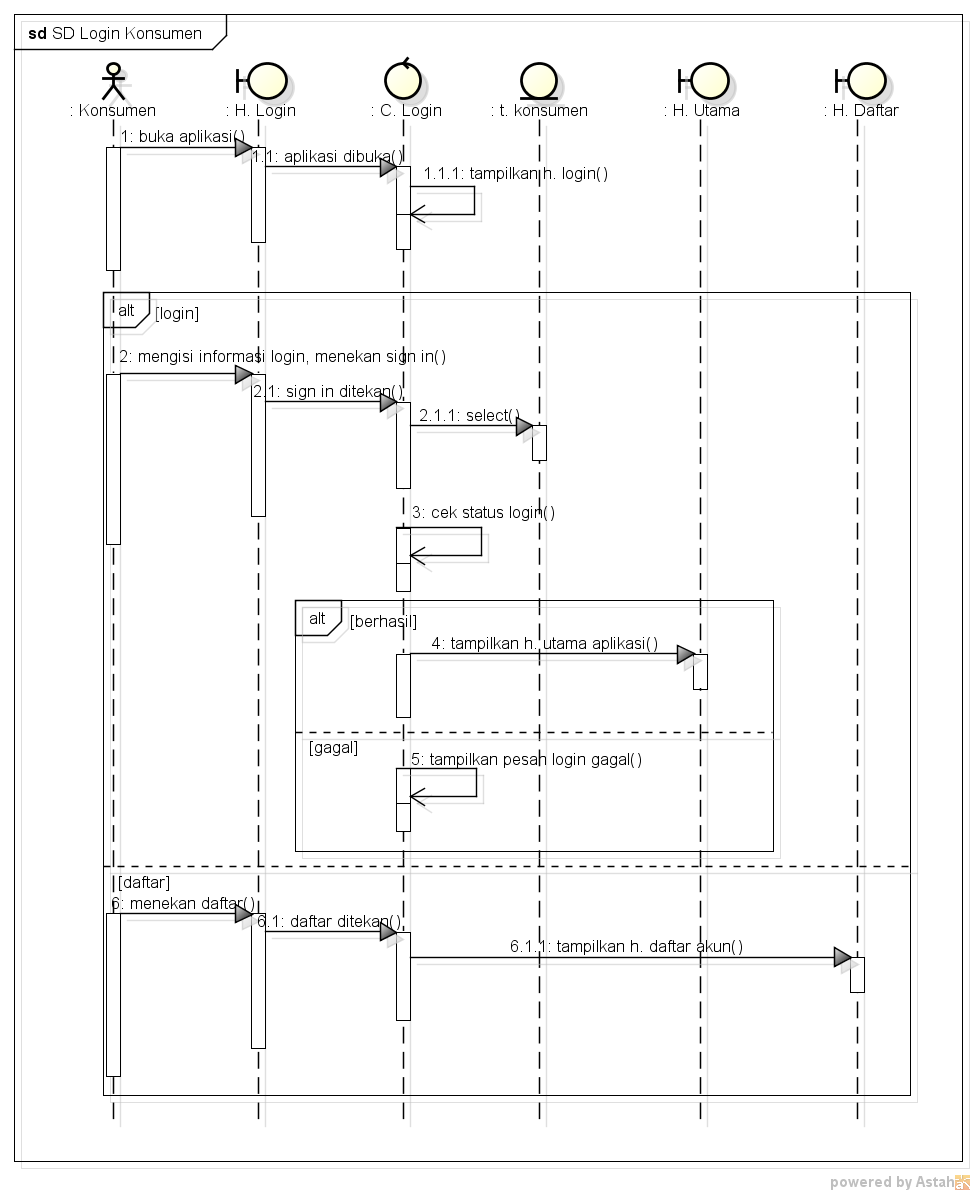 sd SD Login Konsumen
: Konsumen
: H. Login
: C. Login
: t. konsumen
: H. Utama
: H. Daftar
1: buka aplikasi()
1.1: aplikasi dibuka()
1.1.1: tampilkan h. login()
alt
[login]
2: mengisi informasi login, menekan sign in()
2.1: sign in ditekan()
2.1.1: select()
3: cek status login()
alt
[berhasil]
4: tampilkan h. utama aplikasi()
[gagal]
5: tampilkan pesan login gagal()
[daftar]
6: menekan daftar()
6.1: daftar ditekan()
6.1.1: tampilkan h. daftar akun()
powered by Astah